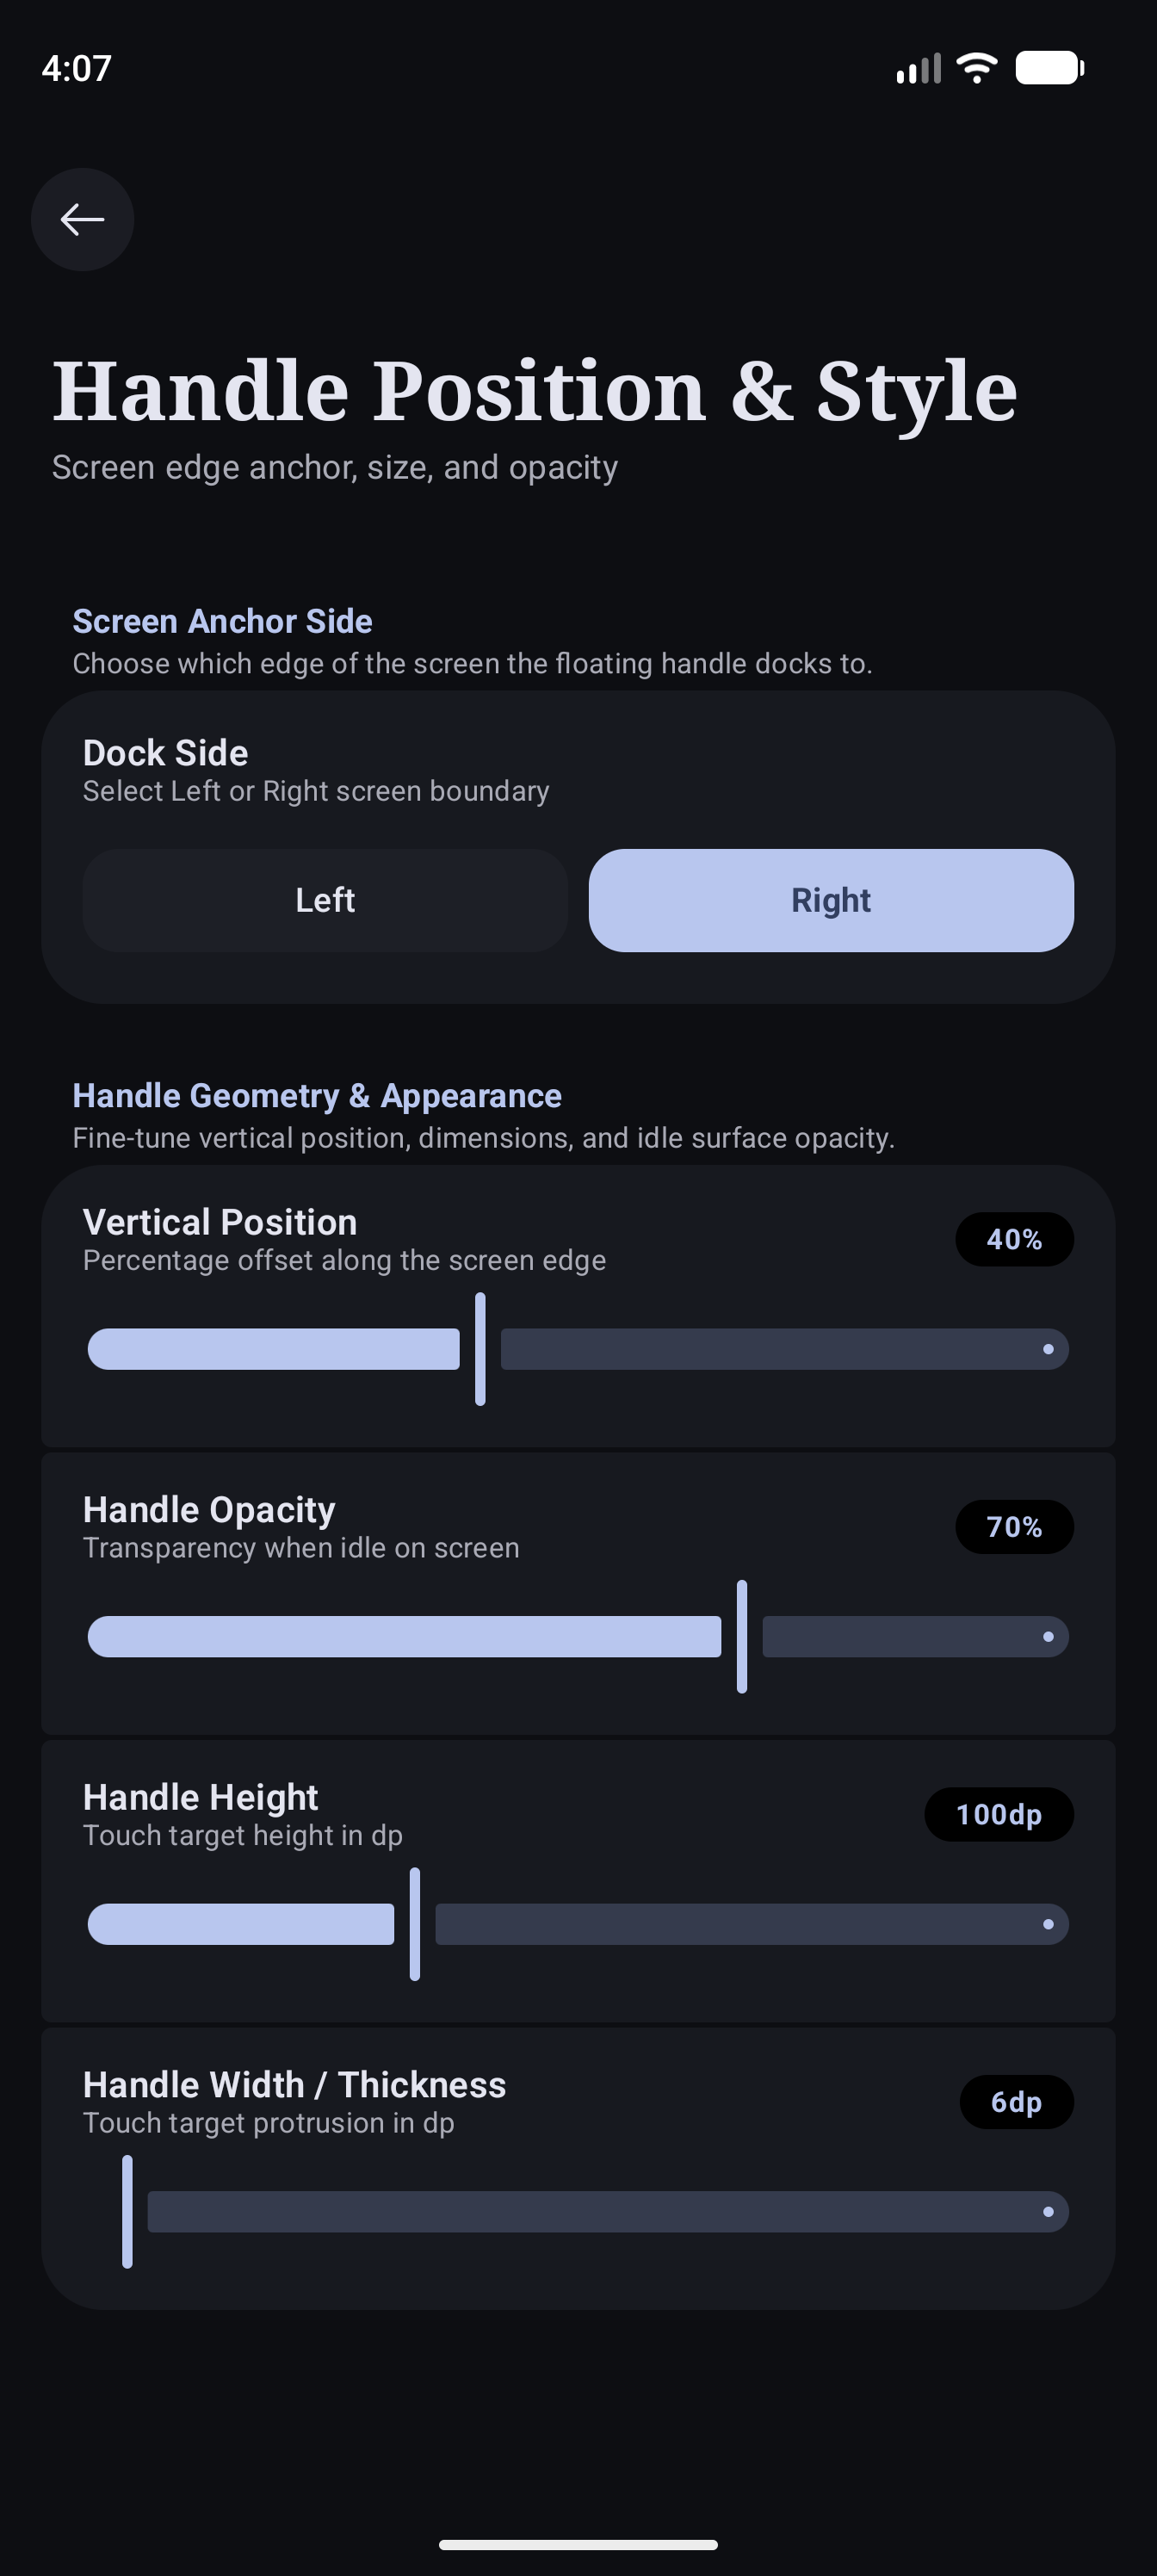 4:07
Handle Position & Style
Screen edge anchor, size, and opacity
Screen Anchor Side
Choose which edge of the screen the floating handle docks to.
Dock Side
Select Left or Right screen boundary
Left
Right
Handle Geometry & Appearance
Fine-tune vertical position, dimensions, and idle surface opacity.
Vertical Position
Percentage offset along the screen edge
40%
Handle Opacity
Transparency when idle on screen
70%
Handle Height
Touch target height in dp
100dp
Handle Width / Thickness
Touch target protrusion in dp
6dp